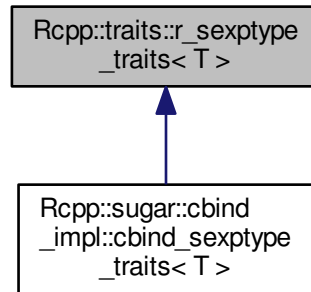 Rcpp::traits::r_sexptype
_traits< T >
Rcpp::sugar::cbind
_impl::cbind_sexptype
_traits< T >